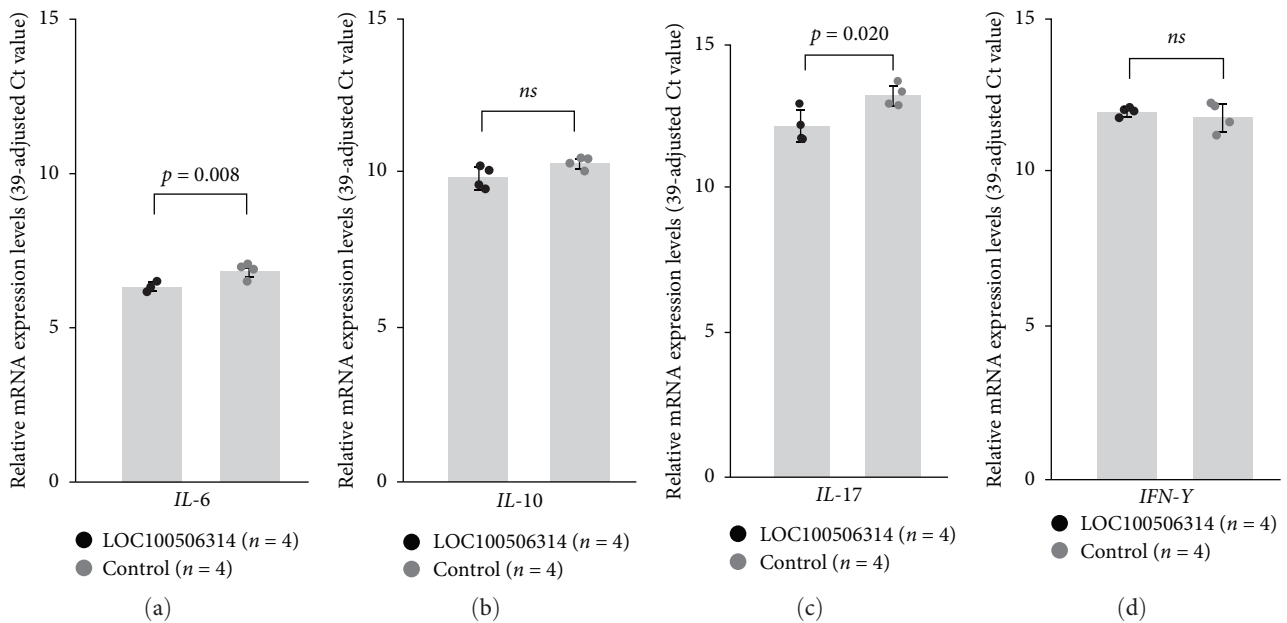 Relative mRNA expression levels (39-adjusted Ct value)
15
10
5
0
p = 0.008
IL-6
LOC100506314 (n = 4)
Control (n = 4)
(a)
Relative mRNA expression levels (39-adjusted Ct value)
15
10
5
0
ns
IL-10
LOC100506314 (n = 4)
Control (n = 4)
(b)
Relative mRNA expression levels (39-adjusted Ct value)
15
10
5
0
p = 0.020
IL-17
LOC100506314 (n = 4)
Control (n = 4)
(c)
Relative mRNA expression levels (39-adjusted Ct value)
15
10
5
0
ns
IFN-Y
LOC100506314 (n = 4)
Control (n = 4)
(d)